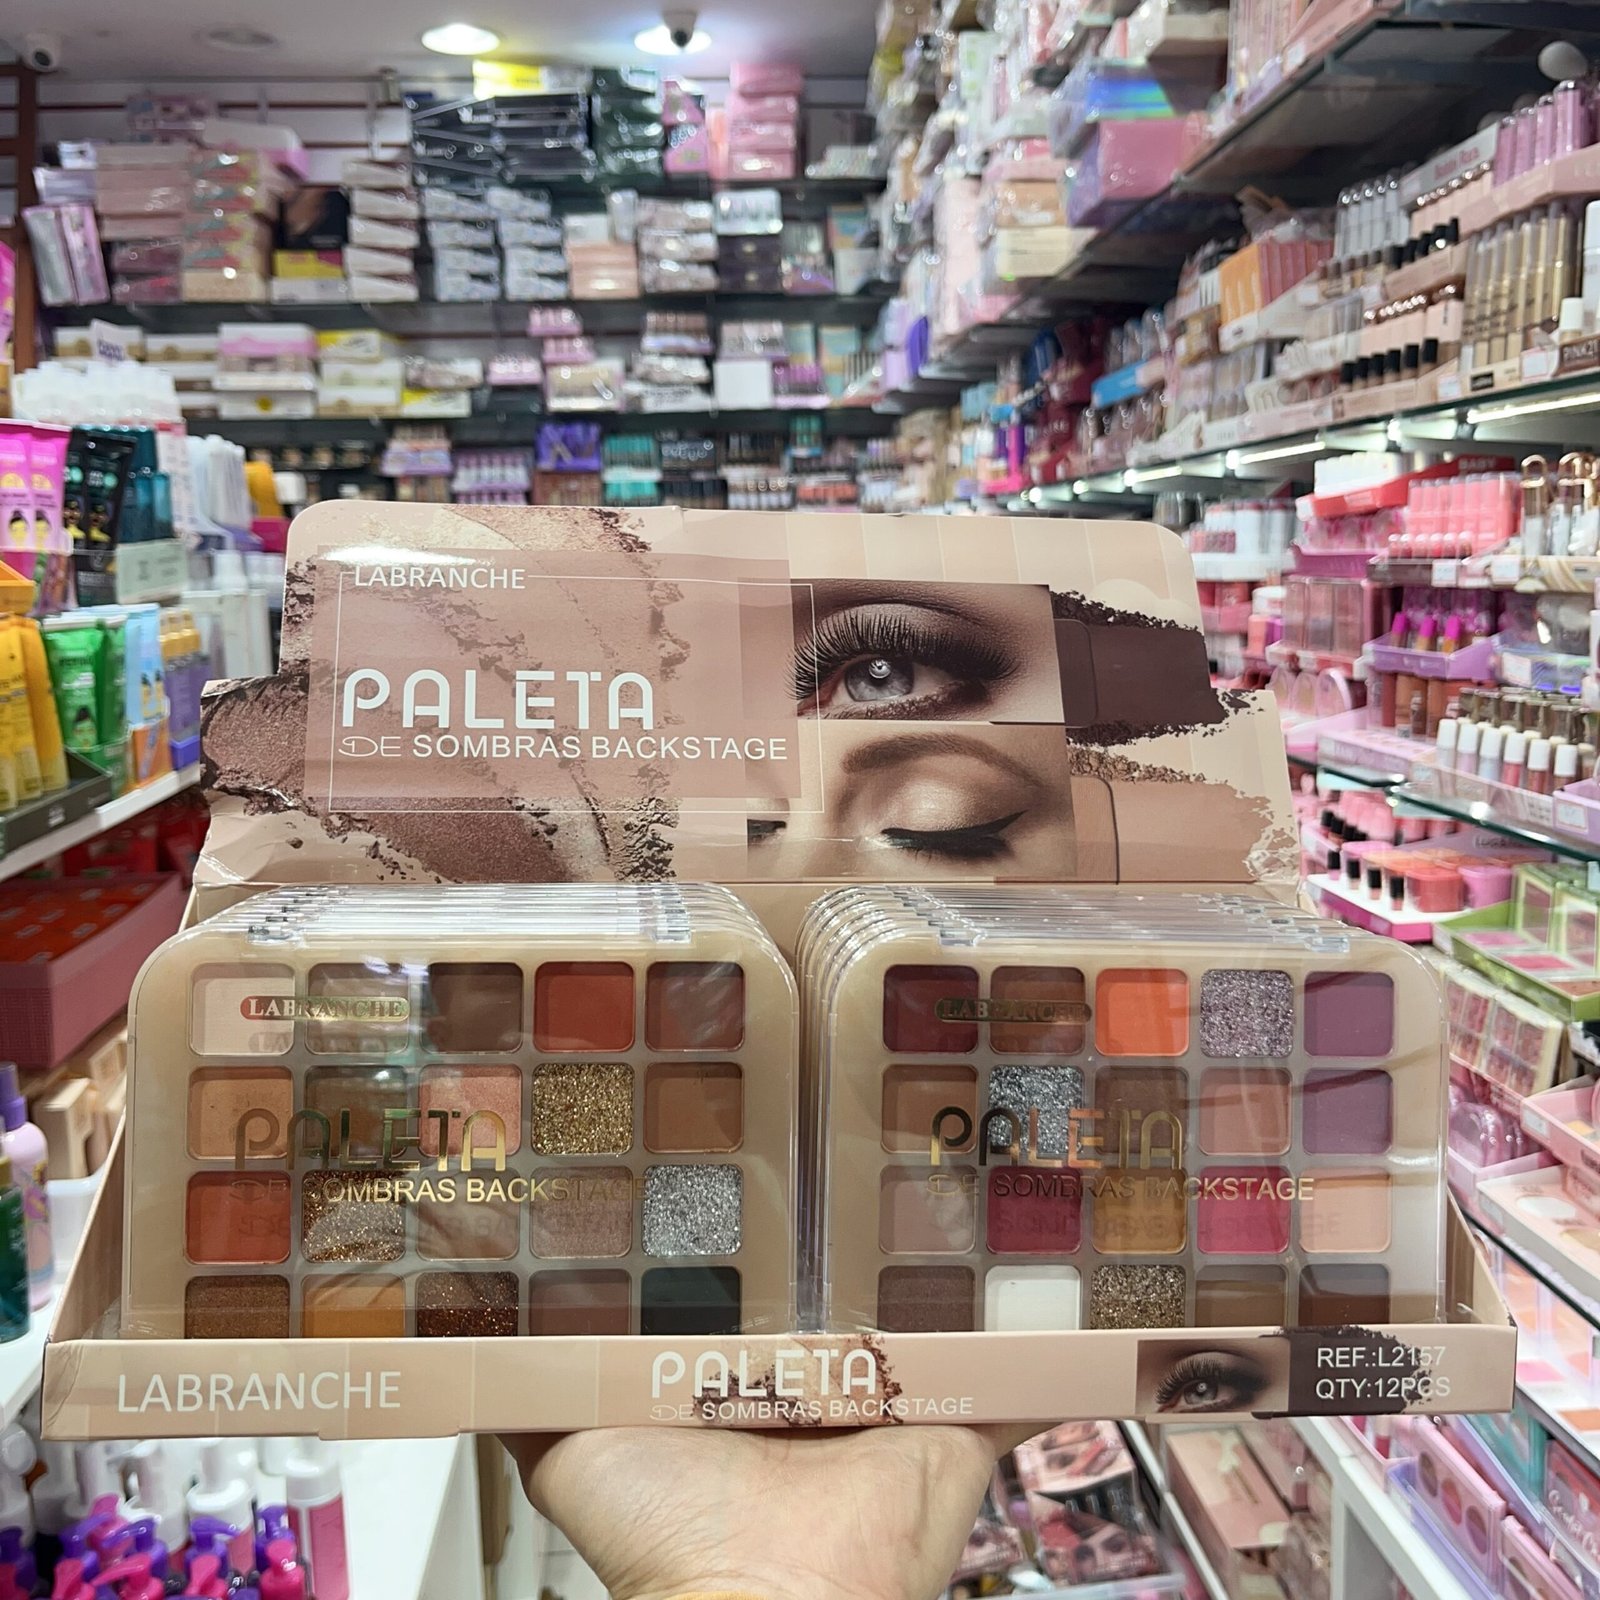 LABRANCHE
PALETA
DE SOMBRAS BACKSTAGE
LABRANCHE
PALETA
DE SOMBRAS BACKSTAGE
LABRANCHE
PALETA
DE SOMBRAS BACKSTAGE
LABRANCHE
PALETA
DE SOMBRAS BACKSTAGE
REF.:L2157
QTY:12PCS